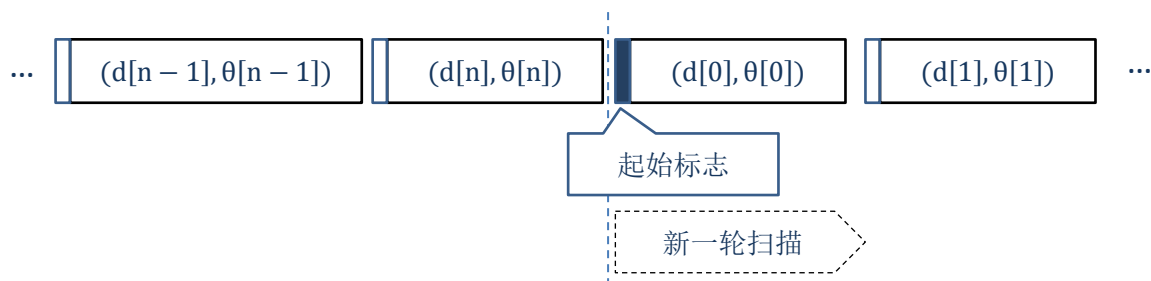 ... (d[n − 1], θ[n − 1]) (d[n], θ[n]) (d[0], θ[0]) (d[1], θ[1]) ...
起始标志
新一轮扫描